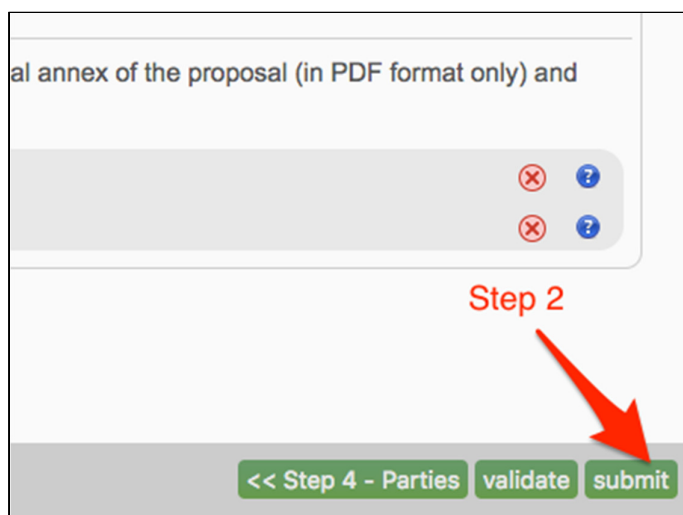 al annex of the proposal (in PDF format only) and
?
?
Step 2
<< Step 4 - Parties validate submit